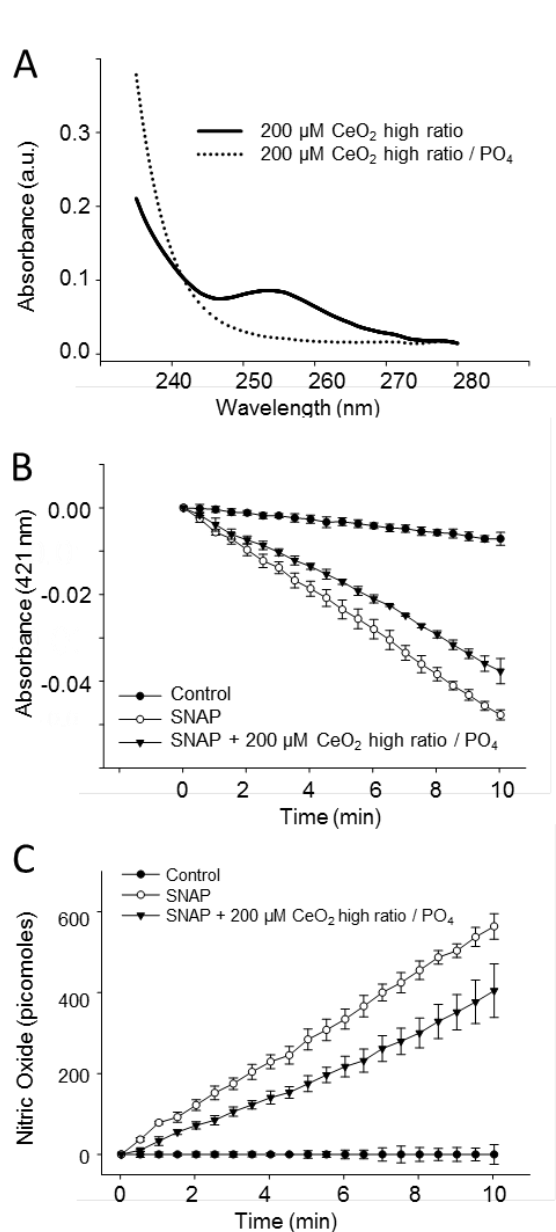 A
0.3
0.2
0.1
0.0
Absorbance (a.u.)
200 µM CeO₂ high ratio
200 µM CeO₂ high ratio / PO₄
240 250 260 270 280
Wavelength (nm)
B
0.00
-0.02
-0.04
Absorbance (421 nm)
Control
SNAP
SNAP + 200 µM CeO₂ high ratio / PO₄
0 2 4 6 8 10
Time (min)
C
600
400
200
0
Nitric Oxide (picomoles)
Control
SNAP
SNAP + 200 µM CeO₂ high ratio / PO₄
0 2 4 6 8 10
Time (min)